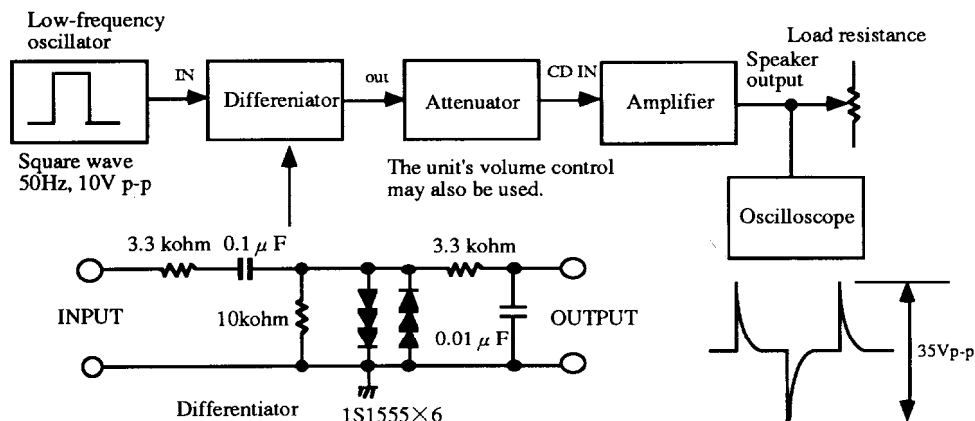 Low-frequency
oscillator
Square wave
50Hz, 10V p-p
IN
Differeniator
out
Attenuator
The unit's volume control
may also be used.
CD IN
Amplifier
Load resistance
Speaker
output
Oscilloscope
3.3 kohm
0.1 μ F
3.3 kohm
INPUT
10kohm
0.01 μ F
OUTPUT
35Vp-p
Differentiator
1S1555×6